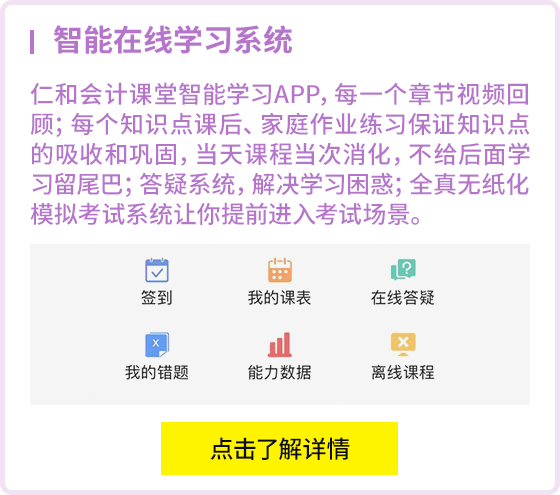 智能在线学习系统
仁和会计课堂智能学习APP，每一个章节视频回
顾；每个知识点课后、家庭作业练习保证知识点
的吸收和巩固，当天课程当次消化，不给后面学
习留尾巴；答疑系统，解决学习困惑；全真无纸化
模拟考试系统让你提前进入考试场景。
签到 我的课表 在线答疑
我的错题 能力数据 离线课程
点击了解详情